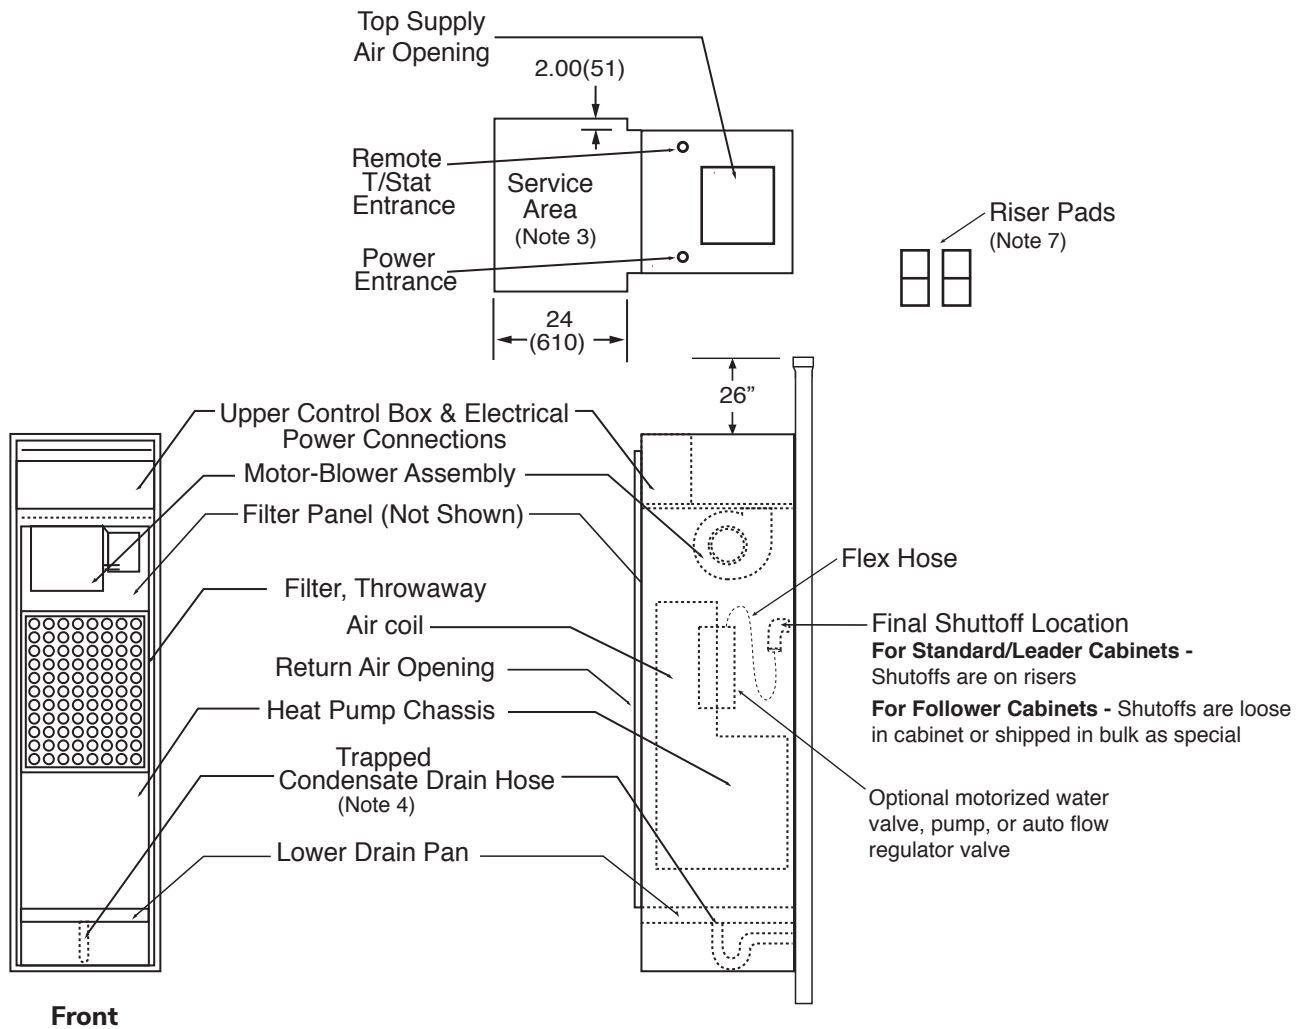 Top Supply
Air Opening
2.00(51)
Remote
T/Stat
Entrance
Service
Area
(Note 3)
Power
Entrance
24
(610)
Riser Pads
(Note 7)
26”
Upper Control Box & Electrical
Power Connections
Motor-Blower Assembly
Filter Panel (Not Shown)
Flex Hose
Filter, Throwaway
Air coil
Final Shuttoff Location
For Standard/Leader Cabinets -
Shutoffs are on risers
For Follower Cabinets - Shutoffs are loose
in cabinet or shipped in bulk as special
Return Air Opening
Heat Pump Chassis
Trapped
Condensate Drain Hose
(Note 4)
Optional motorized water
valve, pump, or auto flow
regulator valve
Lower Drain Pan
Front